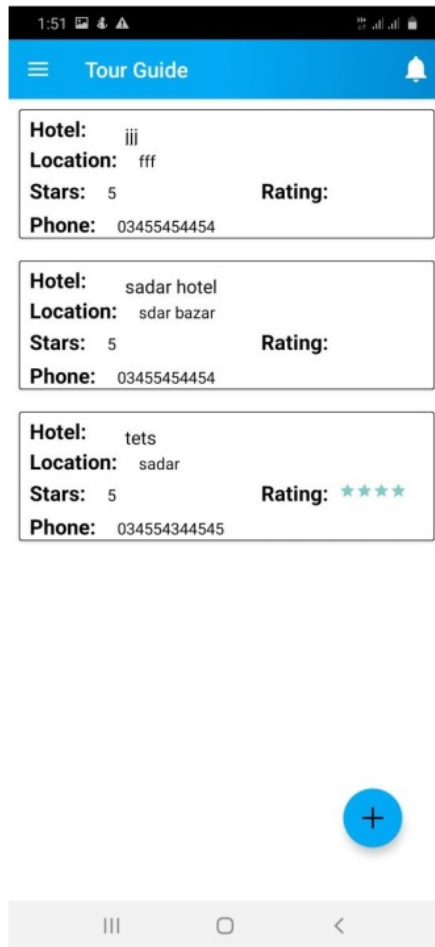 1:51
Tour Guide
Hotel: jjj
Location: fff
Stars: 5 Rating:
Phone: 03455454454
Hotel: sadar hotel
Location: sdar bazar
Stars: 5 Rating:
Phone: 03455454454
Hotel: tets
Location: sadar
Stars: 5 Rating: ★★★★
Phone: 034554344545
+